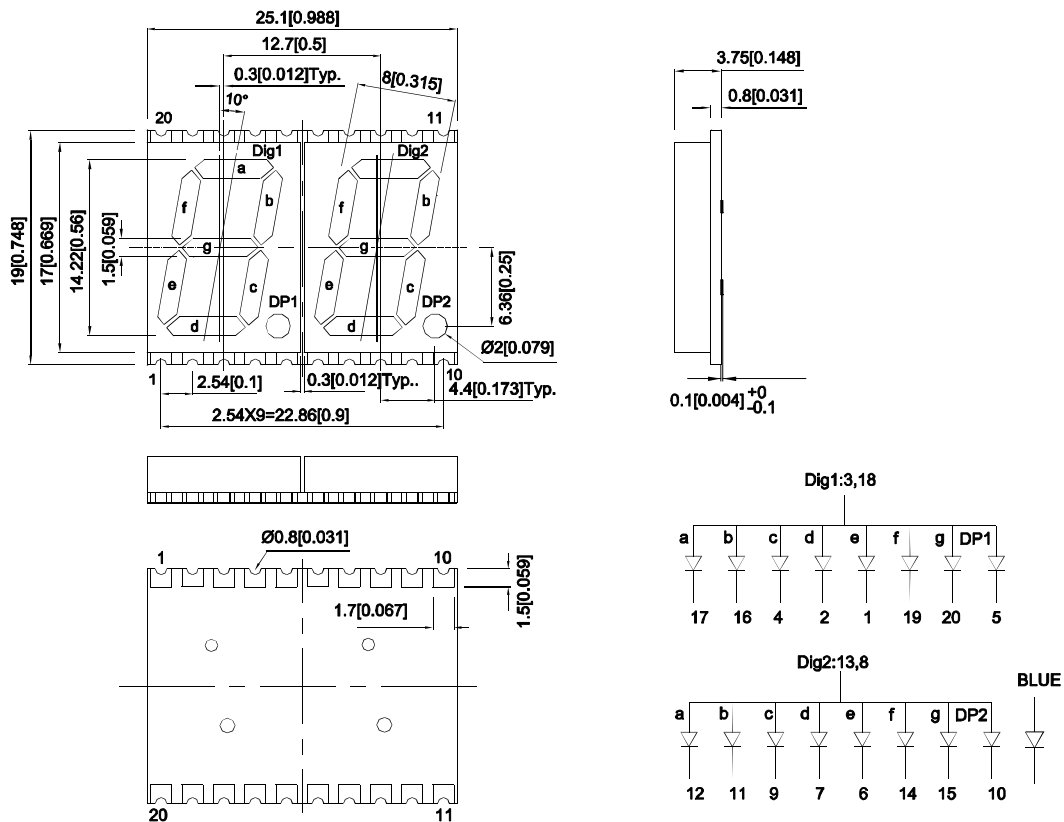 25.1[0.988]
12.7[0.5]
0.3[0.012]Typ.
8[0.315]
10°
20
11
Dig1
Dig2
a
b
f
g
e
c
d
DP1
a
b
f
g
e
c
d
DP2
19[0.748]
17[0.669]
14.22[0.56]
1.5[0.059]
6.36[0.25]
Ø2[0.079]
1
10
2.54[0.1]
0.3[0.012]Typ..
4.4[0.173]Typ.
2.54X9=22.86[0.9]
3.75[0.148]
0.8[0.031]
0.1[0.004] +0 -0.1
Ø0.8[0.031]
1
10
1.5[0.059]
1.7[0.067]
20
11
Dig1:3,18
a b c d e f g DP1
17 16 4 2 1 19 20 5
Dig2:13,8
BLUE
a b c d e f g DP2
12 11 9 7 6 14 15 10